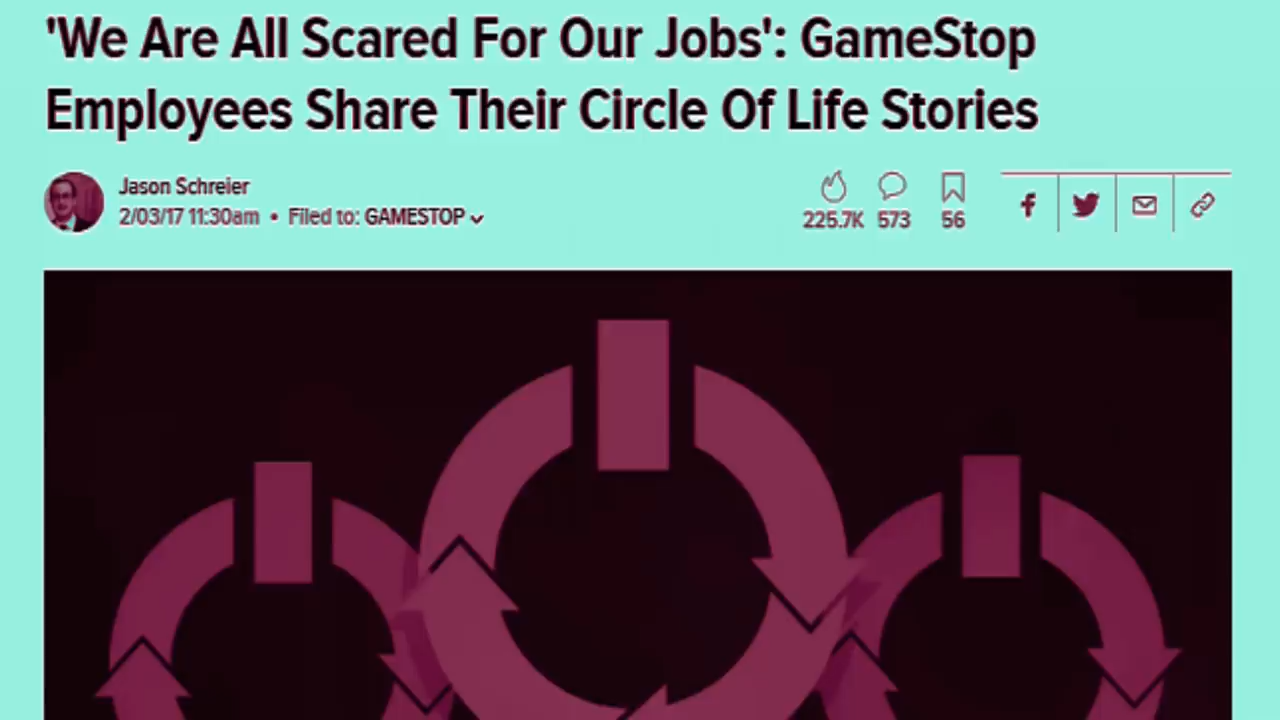 'We Are All Scared For Our Jobs': GameStop
Employees Share Their Circle Of Life Stories
Jason Schreier
2/03/17 11:30am • Filed to: GAMESTOP
225.7K 573 56